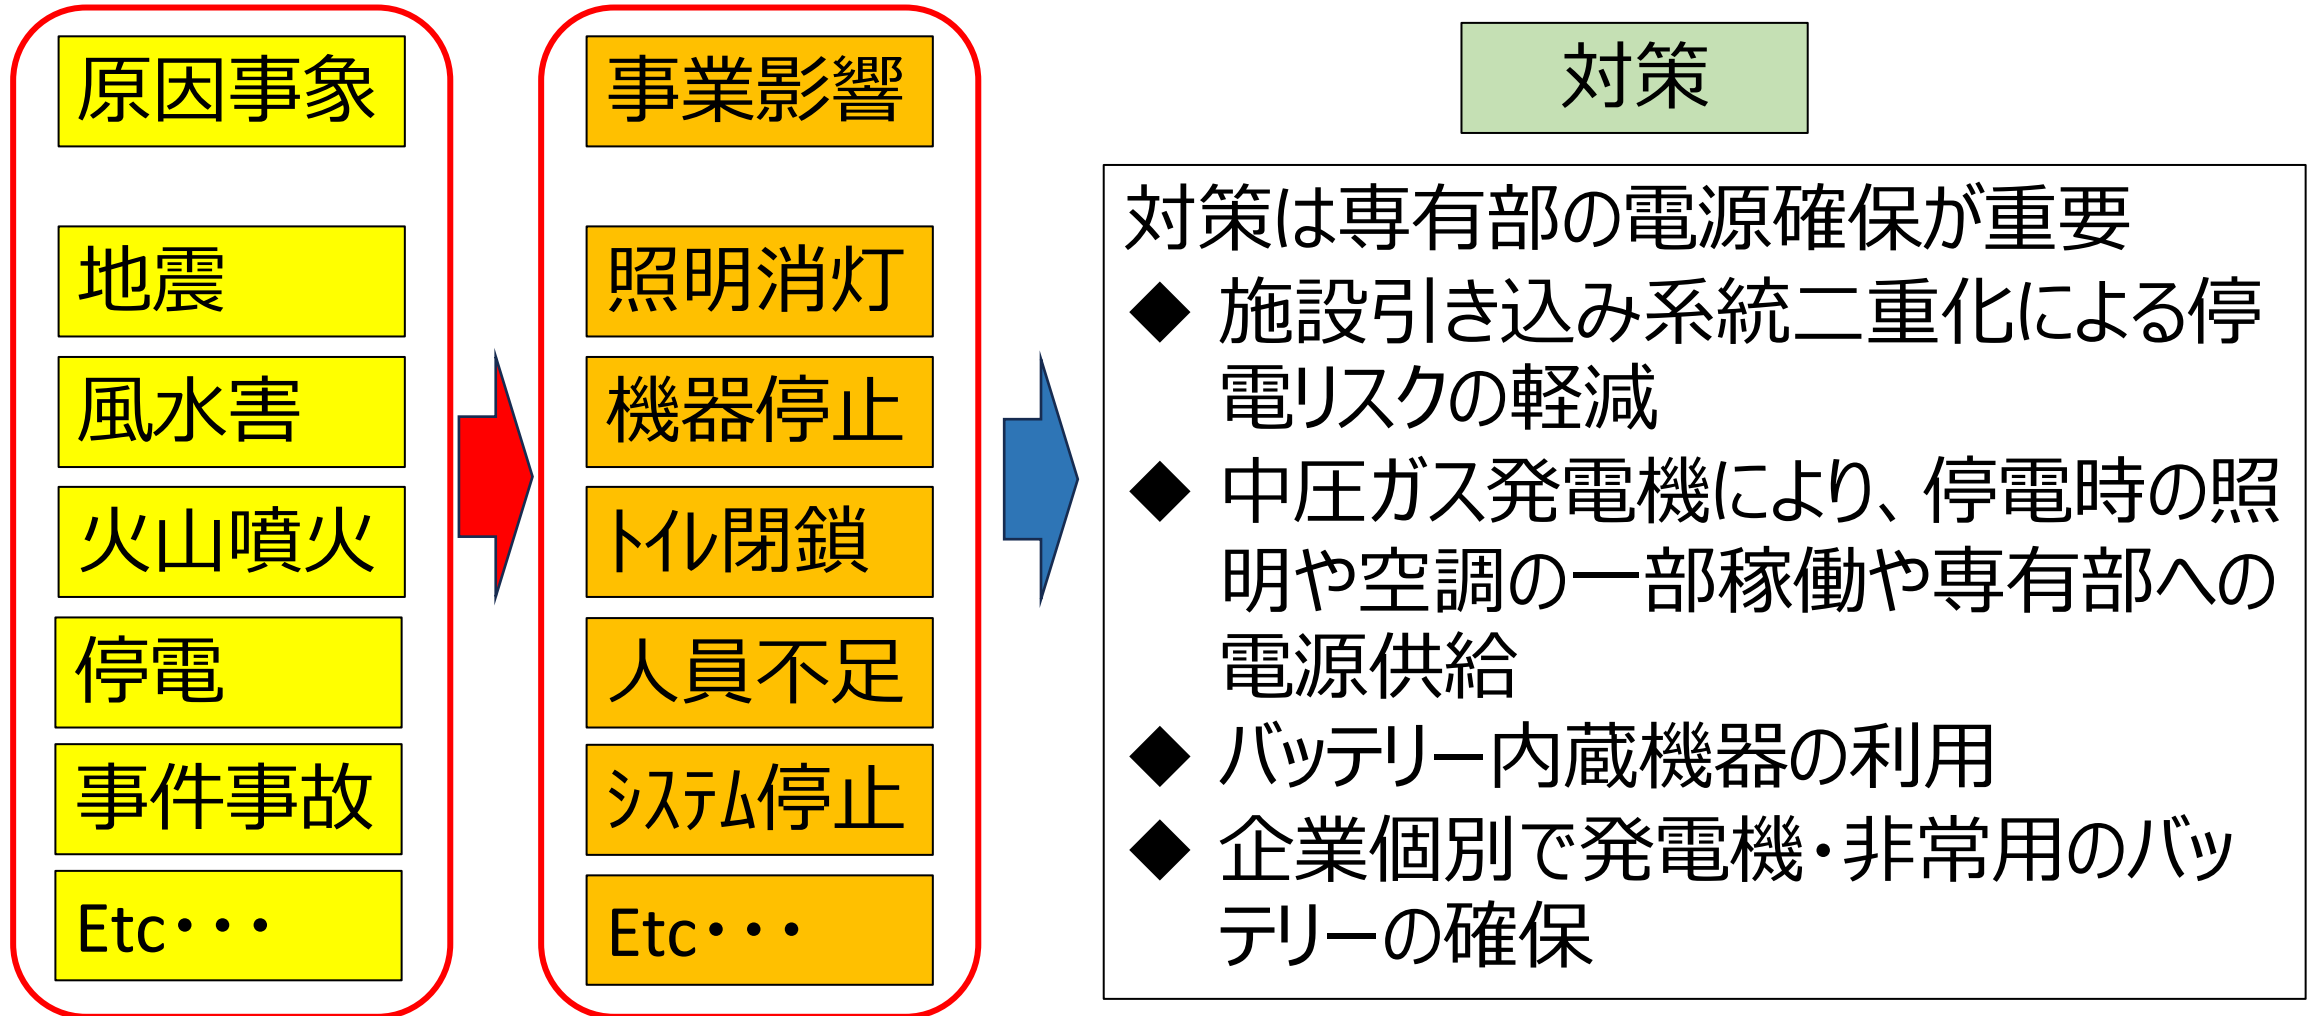 原因事象
地震
風水害
火山噴火
停電
事件事故
Etc・・・
事業影響
照明消灯
機器停止
ﾄｲﾚ閉鎖
人員不足
ｼｽﾃﾑ停止
Etc・・・
対策
対策は専有部の電源確保が重要
◆ 施設引き込み系統二重化による停
電リスクの軽減
◆ 中圧ガス発電機により、停電時の照
明や空調の一部稼働や専有部への
電源供給
◆ バッテリー内蔵機器の利用
◆ 企業個別で発電機・非常用のバッ
テリーの確保